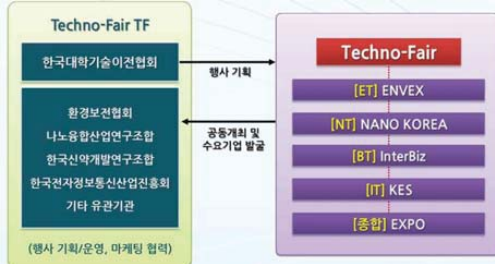 Techno-Fair TF
한국대학기술이전협회
환경보전협회
나노융합산업연구조합
한국신약개발연구조합
한국전자정보통신산업진흥회
기타 유관기관
(행사 기획/운영, 마케팅 협력)
행사 기획
공동개최 및
수요기업 발굴
Techno-Fair
[ET] ENVEX
[NT] NANO KOREA
[BT] InterBiz
[IT] KES
[종합] EXPO